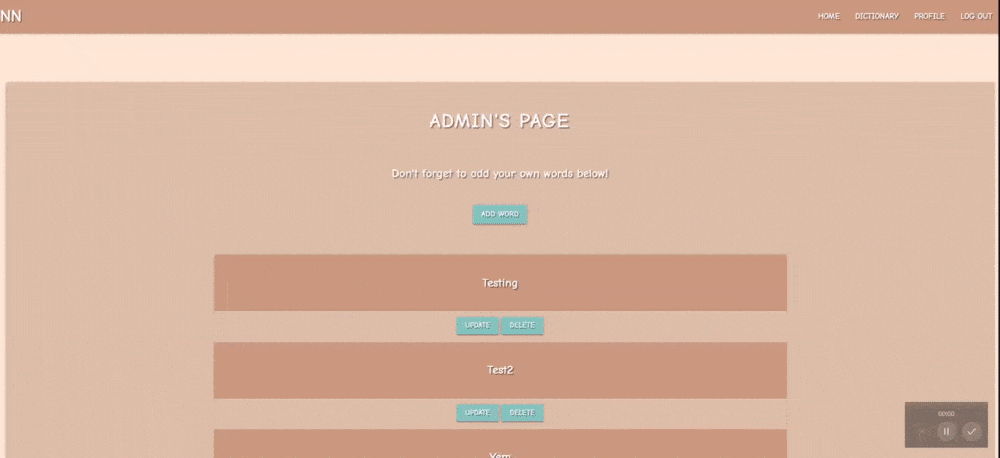 NN HOME DICTIONARY PROFILE LOG OUT
ADMIN'S PAGE
Don't forget to add your own words below!
ADD WORD
Testing
UPDATE DELETE
Test2
UPDATE DELETE
Yarn
00:00